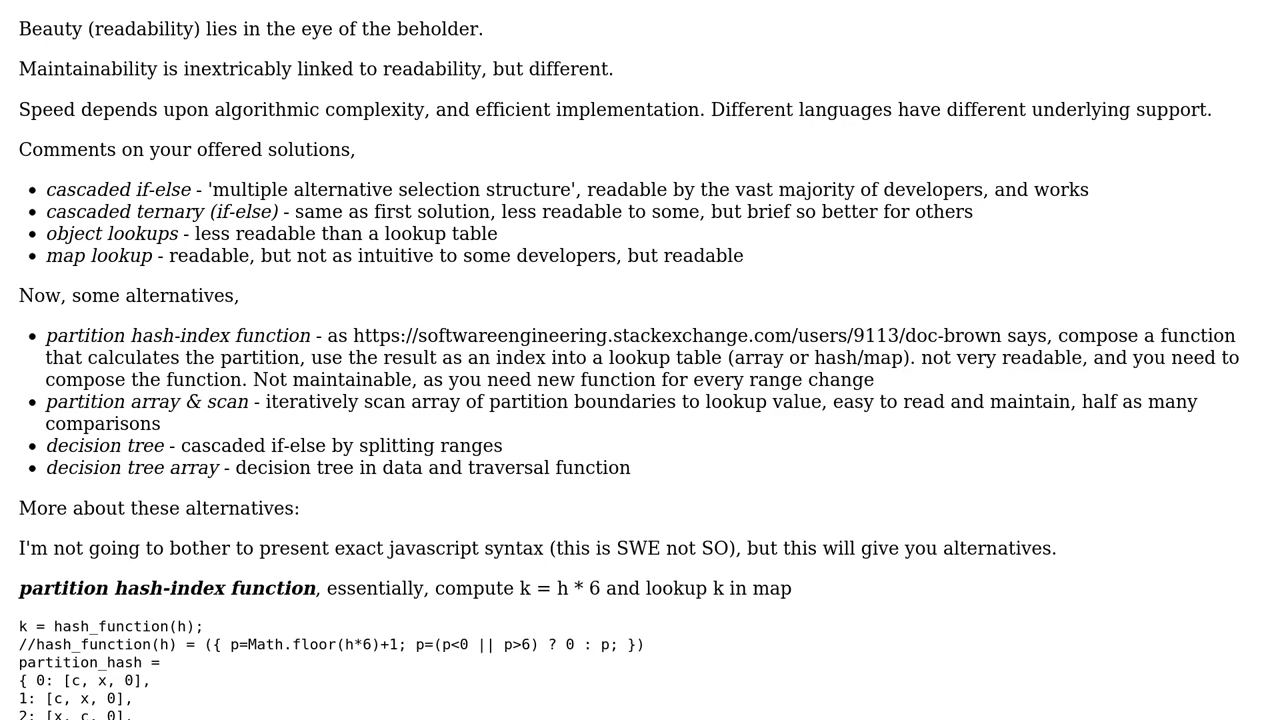 Beauty (readability) lies in the eye of the beholder.
Maintainability is inextricably linked to readability, but different.
Speed depends upon algorithmic complexity, and efficient implementation. Different languages have different underlying support.
Comments on your offered solutions,
• cascaded if-else - 'multiple alternative selection structure', readable by the vast majority of developers, and works
• cascaded ternary (if-else) - same as first solution, less readable to some, but brief so better for others
• object lookups - less readable than a lookup table
• map lookup - readable, but not as intuitive to some developers, but readable
Now, some alternatives,
• partition hash-index function - as https://softwareengineering.stackexchange.com/users/9113/doc-brown says, compose a function
that calculates the partition, use the result as an index into a lookup table (array or hash/map). not very readable, and you need to
compose the function. Not maintainable, as you need new function for every range change
• partition array & scan - iteratively scan array of partition boundaries to lookup value, easy to read and maintain, half as many
comparisons
• decision tree - cascaded if-else by splitting ranges
• decision tree array - decision tree in data and traversal function
More about these alternatives:
I'm not going to bother to present exact javascript syntax (this is SWE not SO), but this will give you alternatives.
partition hash-index function, essentially, compute k = h * 6 and lookup k in map
k = hash_function(h);
//hash_function(h) = ({ p=Math.floor(h*6)+1; p=(p<0 || p>6) ? 0 : p; })
partition_hash =
{ 0: [c, x, 0],
1: [c, x, 0],
2: [x, c, 0],